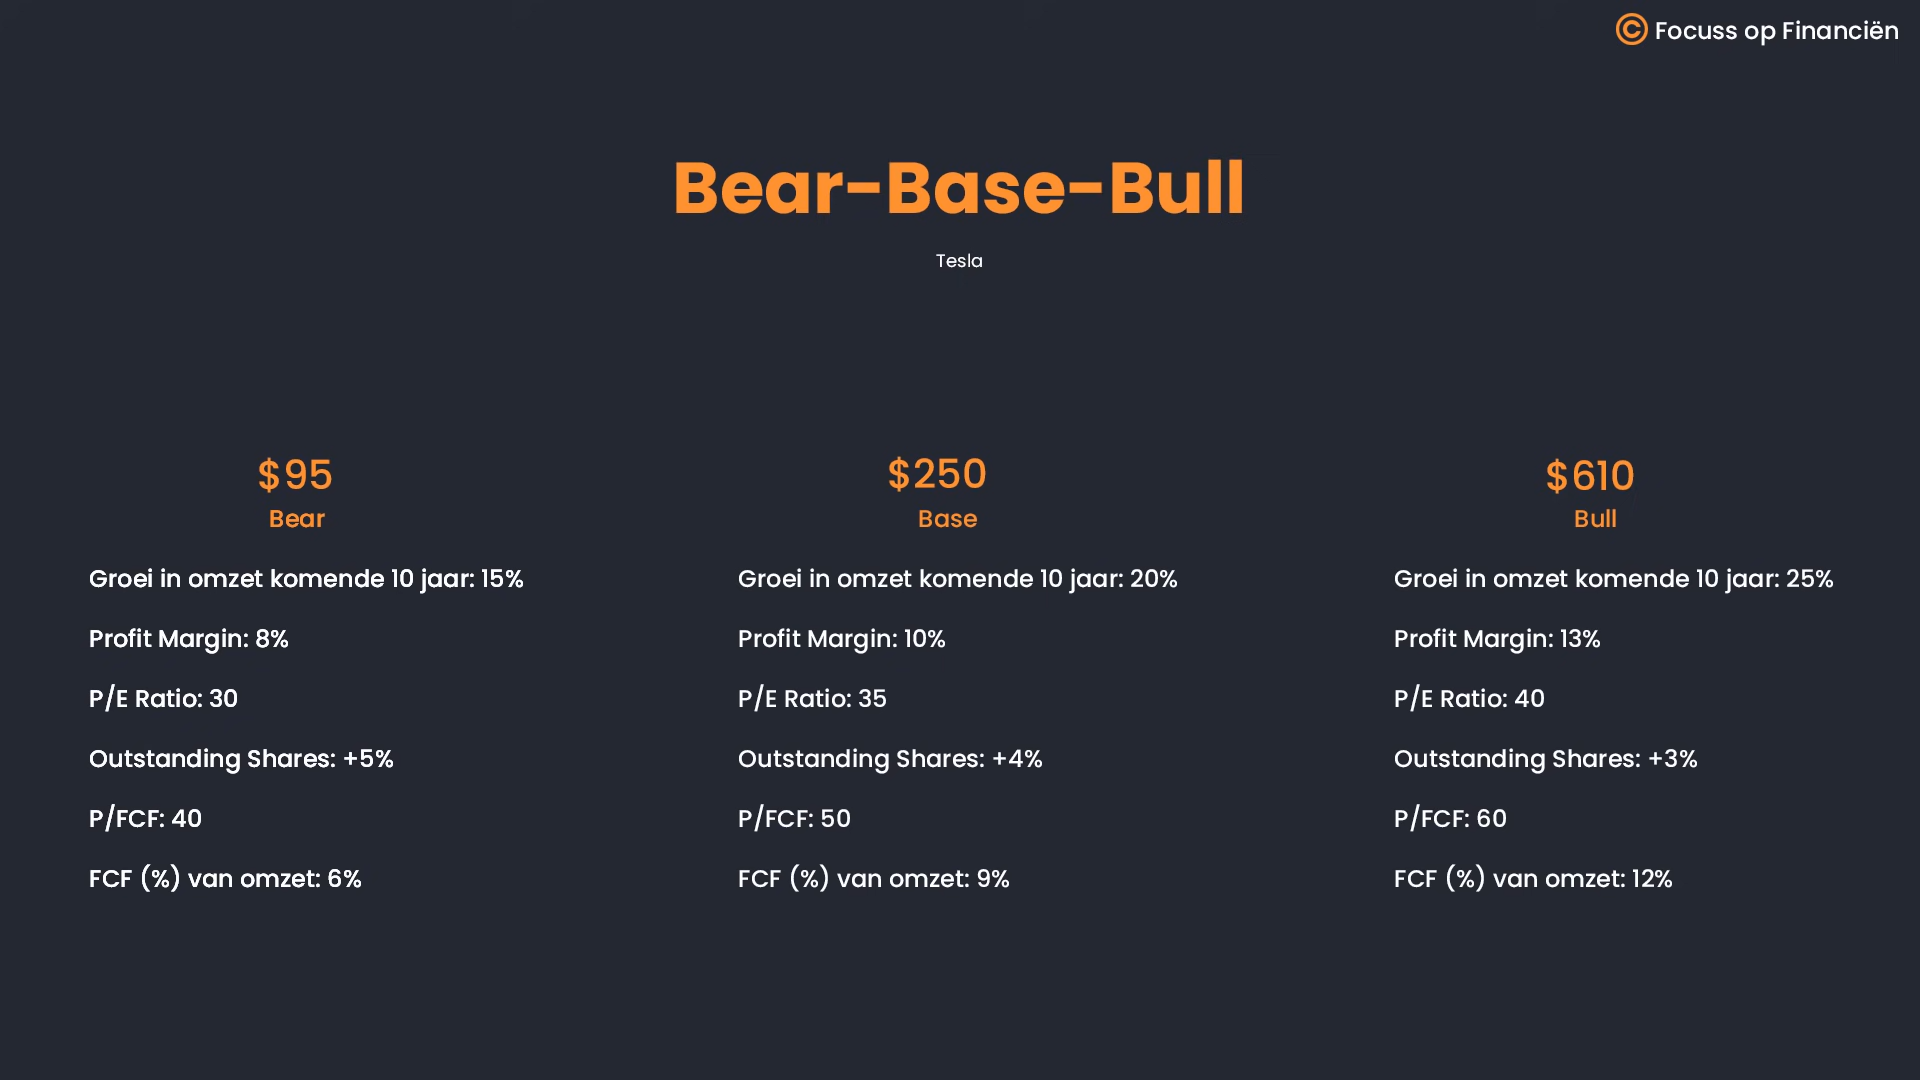 © Focuss op Financiën
Bear-Base-Bull
Tesla
$95
Bear
Groei in omzet komende 10 jaar: 15%
Profit Margin: 8%
P/E Ratio: 30
Outstanding Shares: +5%
P/FCF: 40
FCF (%) van omzet: 6%
$250
Base
Groei in omzet komende 10 jaar: 20%
Profit Margin: 10%
P/E Ratio: 35
Outstanding Shares: +4%
P/FCF: 50
FCF (%) van omzet: 9%
$610
Bull
Groei in omzet komende 10 jaar: 25%
Profit Margin: 13%
P/E Ratio: 40
Outstanding Shares: +3%
P/FCF: 60
FCF (%) van omzet: 12%